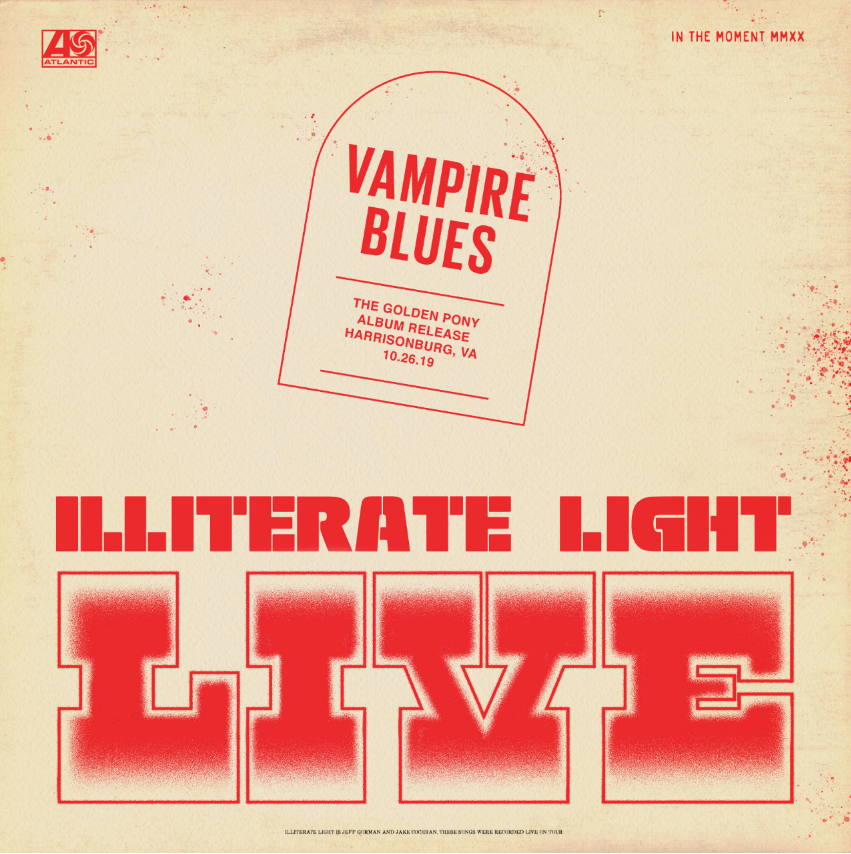 ATLANTIC
IN THE MOMENT MMXX
VAMPIRE
BLUES
THE GOLDEN PONY
ALBUM RELEASE
HARRISONBURG, VA
10.26.19
ILLITERATE LIGHT
LIVE
ILLITERATE LIGHT IS JEFF GORMAN AND JAKE COCHRAN. THESE SONGS WERE RECORDED LIVE ON TOUR.